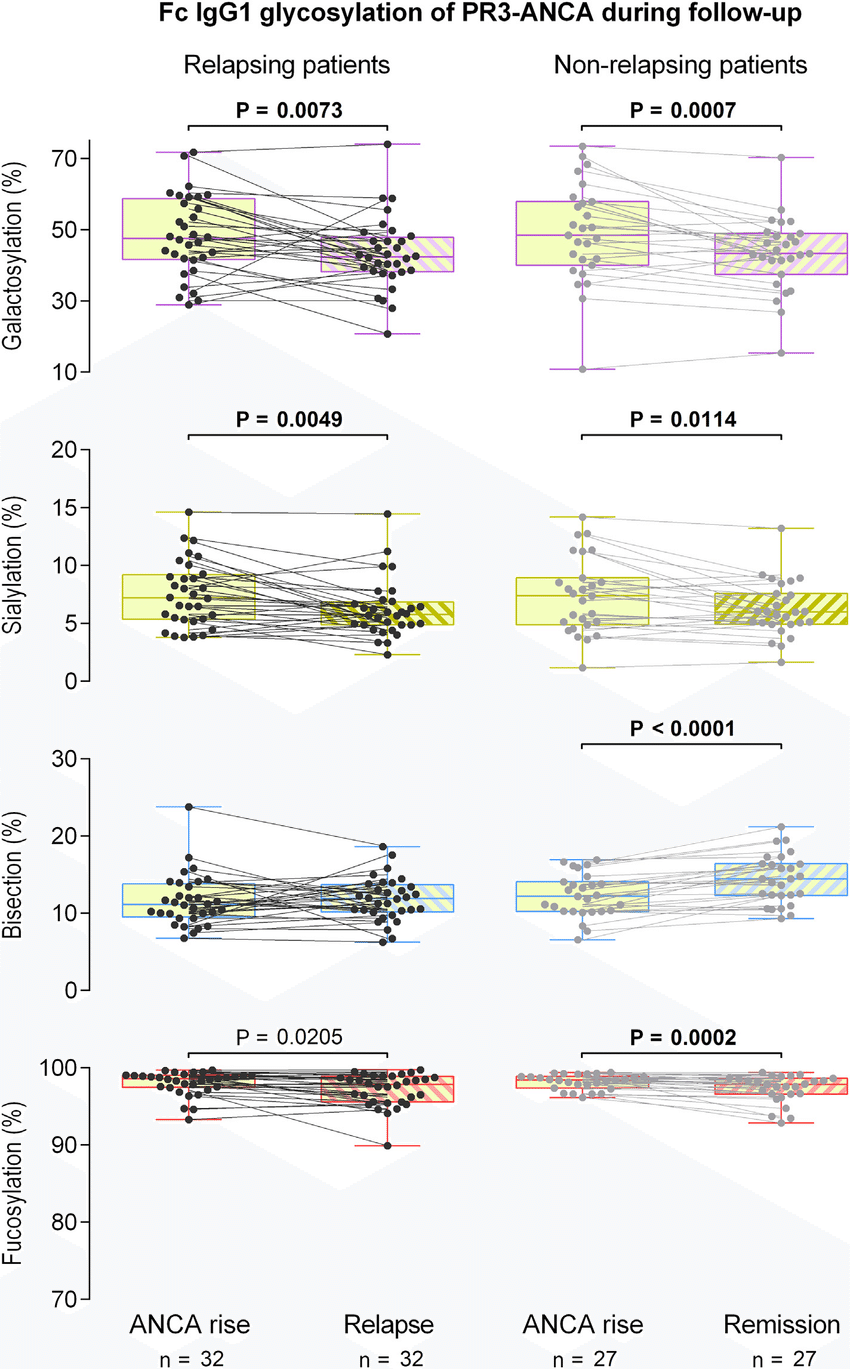 Fc IgG1 glycosylation of PR3-ANCA during follow-up
Relapsing patients
Non-relapsing patients
P = 0.0073
P = 0.0007
Galactosylation (%)
70
50
30
10
P = 0.0049
P = 0.0114
Sialylation (%)
20
15
10
5
0
P < 0.0001
Bisection (%)
30
20
10
0
P = 0.0205
P = 0.0002
Fucosylation (%)
100
90
80
70
ANCA rise
Relapse
ANCA rise
Remission
n = 32
n = 32
n = 27
n = 27